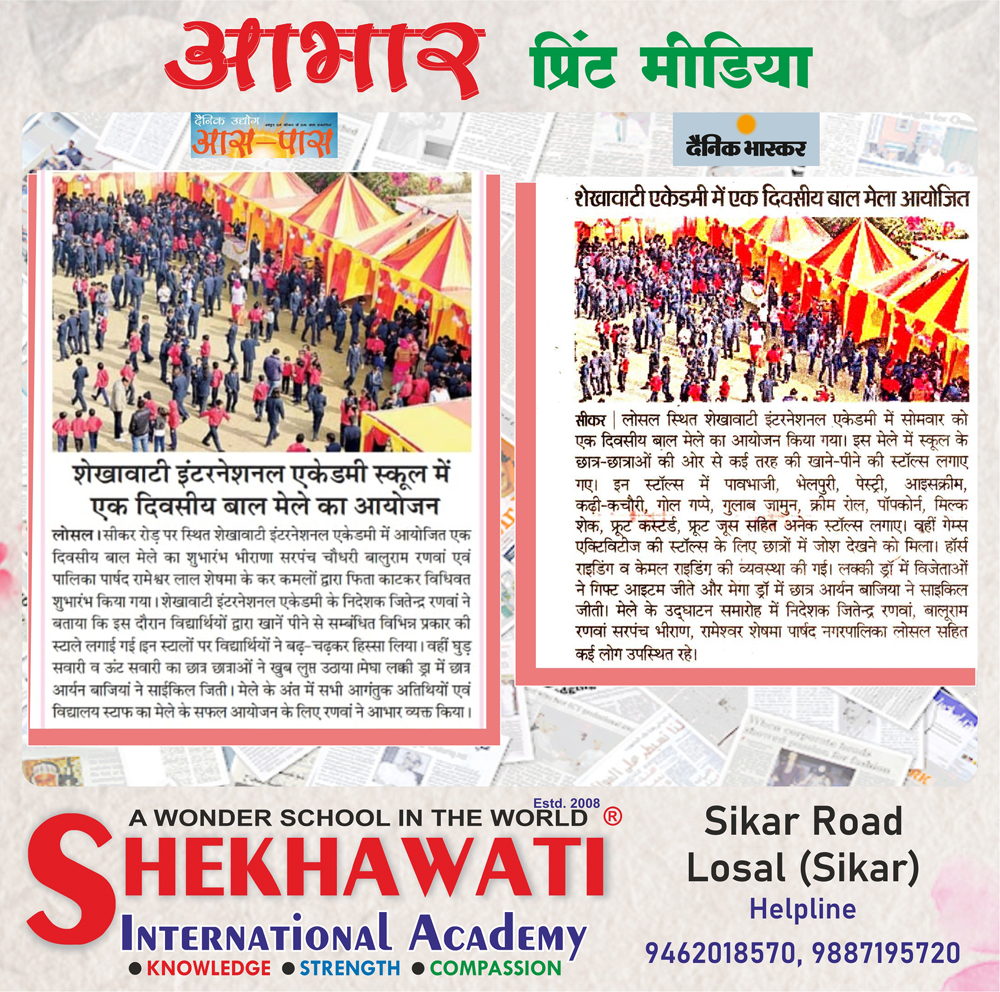 आभार प्रिंट मीडिया
दैनिक उद्योग
आस-पास
शेखावाटी इंटरनेशनल एकेडमी स्कूल में
एक दिवसीय बाल मेले का आयोजन
लोसल। सीकर रोड़ पर स्थित शेखावाटी इंटरनेशनल एकेडमी में आयोजित एक
दिवसीय बाल मेले का शुभारंभ भीराणा सरपंच चौधरी बालुराम रणवां एवं
पालिका पार्षद रामेश्वर लाल शेषमा के कर कमलों द्वारा फिता काटकर विधिवत
शुभारंभ किया गया। शेखावाटी इंटरनेशनल एकेडमी के निदेशक जितेन्द्र रणवां ने
बताया कि इस दौरान विद्यार्थियों द्वारा खानें पीने से सम्बोंधित विभिन्न प्रकार की
स्टाले लगाई गई।इन स्टालों पर विद्यार्थियों ने बढ़-चढ़कर हिस्सा लिया। वहीं घुड़
सवारी व ऊंट सवारी का छात्र छात्राओं ने खुब लुप्त उठाया।मेघा लक्की ड्रा में छात्र
आर्यन बाजियां ने साईकिल जिती। मेले के अंत में सभी आगंतुक अतिथियों एवं
विद्यालय स्टाफ का मेले के सफल आयोजन के लिए रणवां ने आभार व्यक्त किया।
दैनिक भास्कर
शेखावाटी एकेडमी में एक दिवसीय बाल मेला आयोजित
सीकर | लोसल स्थित शेखावाटी इंटरनेशनल एकेडमी में सोमवार को
एक दिवसीय बाल मेले का आयोजन किया गया। इस मेले में स्कूल के
छात्र-छात्राओं की ओर से कई तरह की खाने-पीने की स्टॉल्स लगाए
गए। इन स्टॉल्स में पावभाजी, भेलपुरी, पेस्ट्री, आइसक्रीम,
कढ़ी-कचौरी, गोल गप्पे, गुलाब जामुन, क्रीम रोल, पॉपकोर्न, मिल्क
शेक, फ्रूट कस्टर्ड, फ्रूट जूस सहित अनेक स्टॉल्स लगाए। वहीं गेम्स
एक्टिविटीज की स्टॉल्स के लिए छात्रों में जोश देखने को मिला। हॉर्स
राइडिंग व केमल राइडिंग की व्यवस्था की गई। लक्की ड्रॉ में विजेताओं
ने गिफ्ट आइटम जीते और मेगा ड्रॉ में छात्र आर्यन बाजिया ने साइकिल
जीती। मेले के उद्घाटन समारोह में निदेशक जितेन्द्र रणवां, बालूराम
रणवां सरपंच भीराण, रामेश्वर शेषमा पार्षद नगरपालिका लोसल सहित
कई लोग उपस्थित रहे।
When corporate heads
showed passion for fashion
Estd. 2008
A WONDER SCHOOL IN THE WORLD ®
SHEKHAWATI
INTERNATIONAL ACADEMY
● KNOWLEDGE ● STRENGTH ● COMPASSION
Sikar Road
Losal (Sikar)
Helpline
9462018570, 9887195720